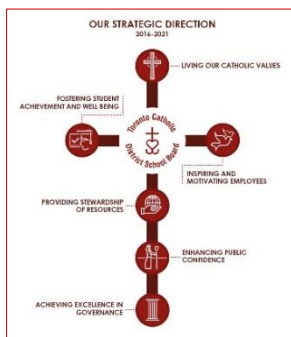 OUR STRATEGIC DIRECTION
2016-2021
LIVING OUR CATHOLIC VALUES
FOSTERING STUDENT
ACHIEVEMENT AND WELL BEING
Toronto Catholic
District School Board
INSPIRING AND
MOTIVATING EMPLOYEES
PROVIDING STEWARDSHIP
OF RESOURCES
ENHANCING PUBLIC
CONFIDENCE
ACHIEVING EXCELLENCE IN
GOVERNANCE